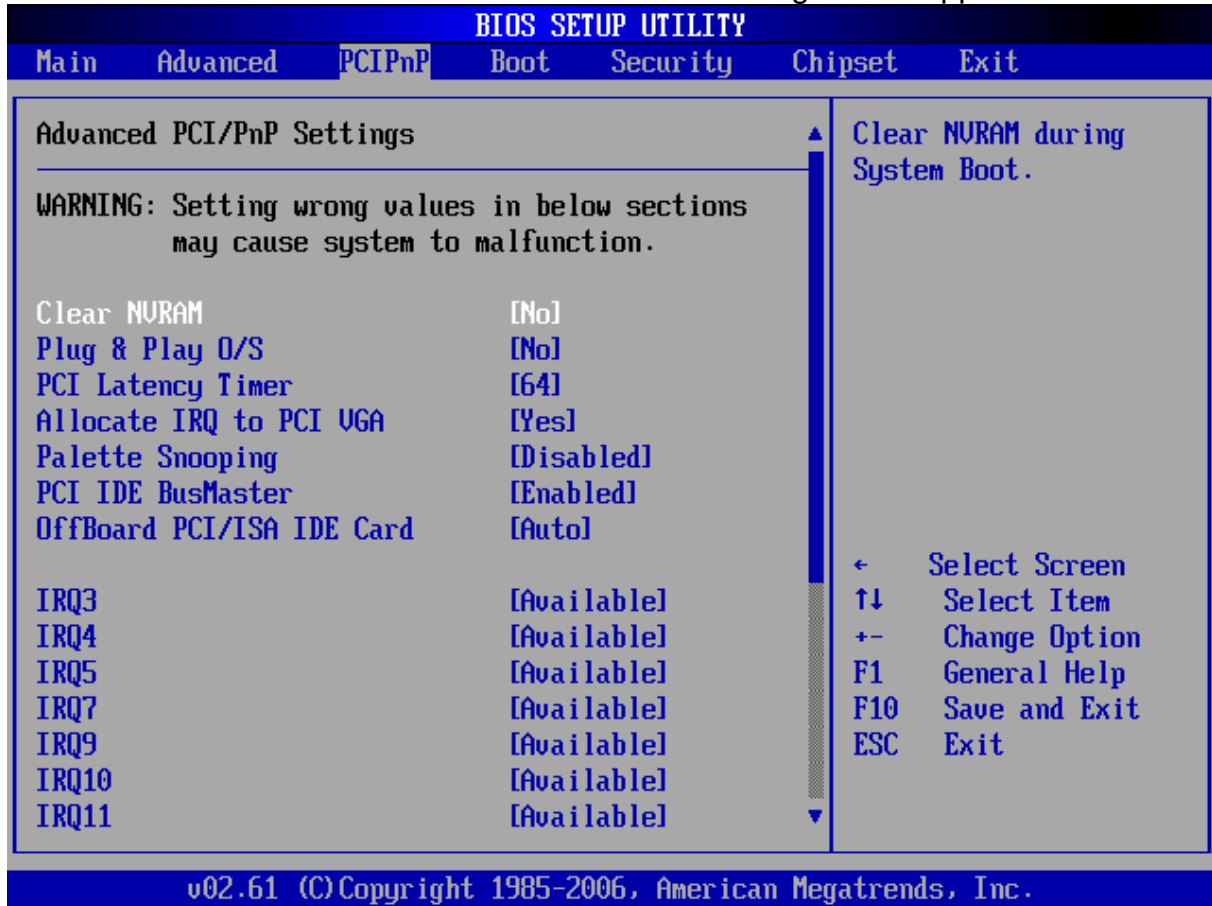 BIOS SETUP UTILITY
Main Advanced PCIPnP Boot Security Chipset Exit
Advanced PCI/PnP Settings
WARNING: Setting wrong values in below sections
may cause system to malfunction.
Clear NVRAM [No]
Plug & Play O/S [No]
PCI Latency Timer [64]
Allocate IRQ to PCI VGA [Yes]
Palette Snooping [Disabled]
PCI IDE BusMaster [Enabled]
OffBoard PCI/ISA IDE Card [Auto]
IRQ3 [Available]
IRQ4 [Available]
IRQ5 [Available]
IRQ7 [Available]
IRQ9 [Available]
IRQ10 [Available]
IRQ11 [Available]
Clear NVRAM during
System Boot.
← Select Screen
↑↓ Select Item
+- Change Option
F1 General Help
F10 Save and Exit
ESC Exit
v02.61 (C)Copyright 1985-2006, American Megatrends, Inc.